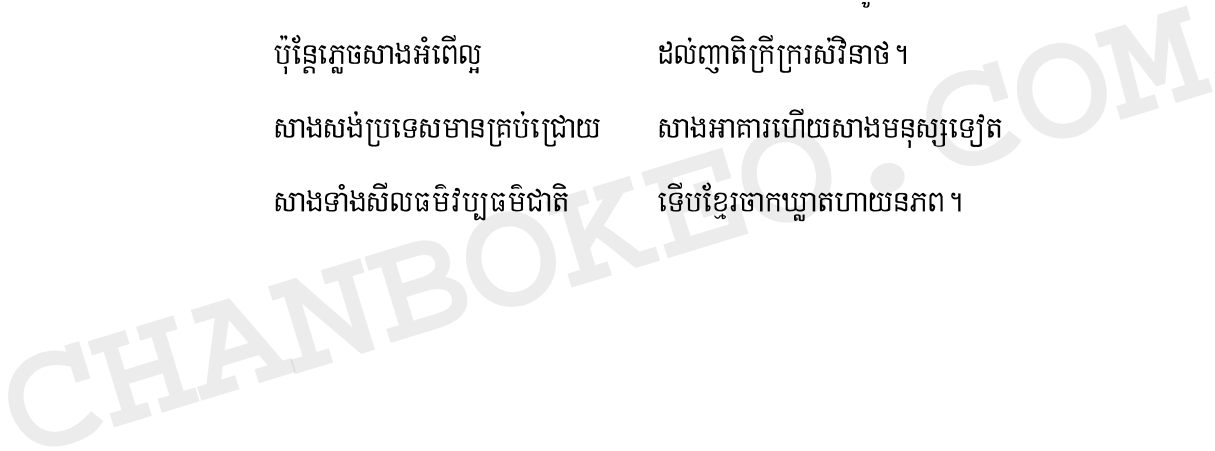 ប៉ុន្តែភ្លេចសាងអំពើល្អ ដល់ញាតិក្រីក្ររស់វិនាថ។
សាងសង់ប្រទេសមានគ្រប់ជ្រោយ សាងអាគារហើយសាងមនុស្សទៀត
សាងទាំងសីលធម៌វប្បធម៌ជាតិ ទើបខ្មែរចាកឃ្លាតហាយនភព។
CHANBOKEO.COM